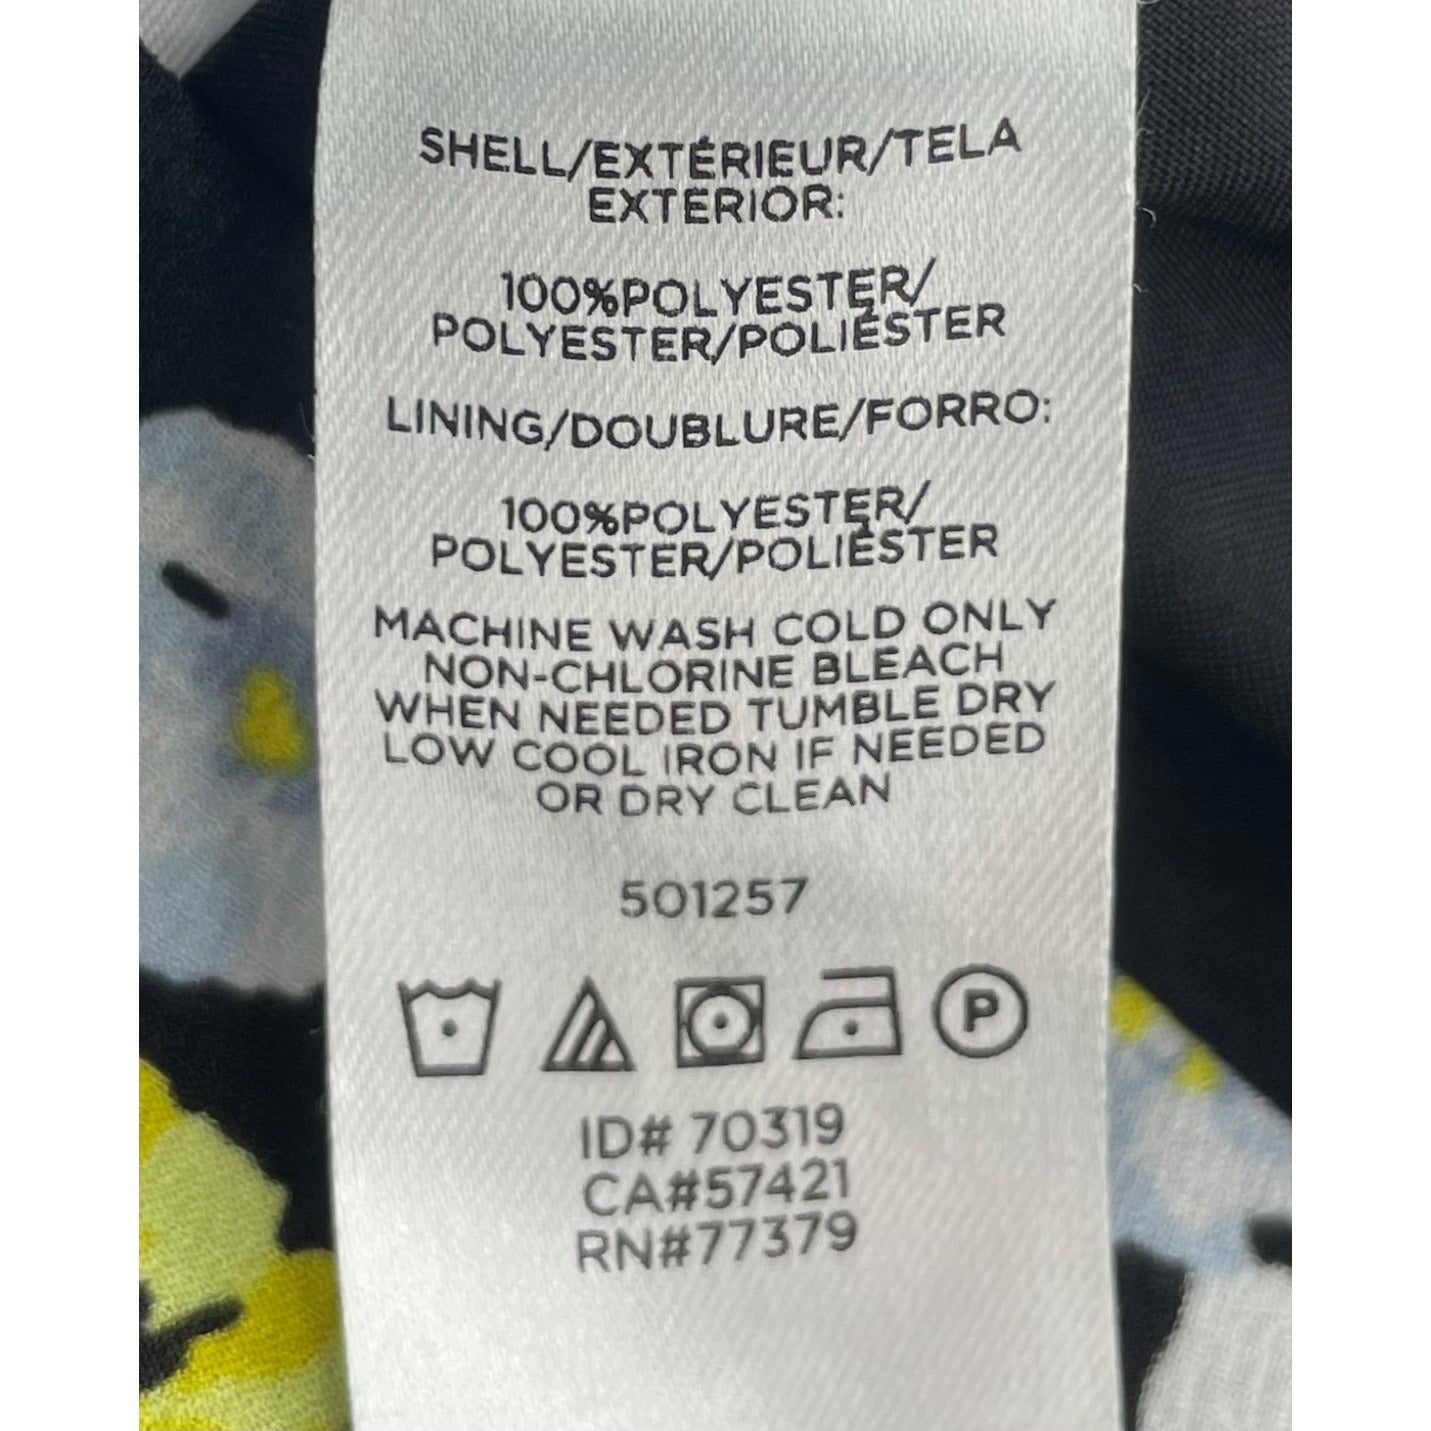 SHELL/EXTÉRIEUR/TELA
EXTERIOR:
100%POLYESTER/
POLYESTER/POLIÉSTER
LINING/DOUBLURE/FORRO:
100%POLYESTER/
POLYESTER/POLIÉSTER
MACHINE WASH COLD ONLY
NON-CHLORINE BLEACH
WHEN NEEDED TUMBLE DRY
LOW COOL IRON IF NEEDED
OR DRY CLEAN
501257
P
ID# 70319
CA#57421
RN#77379